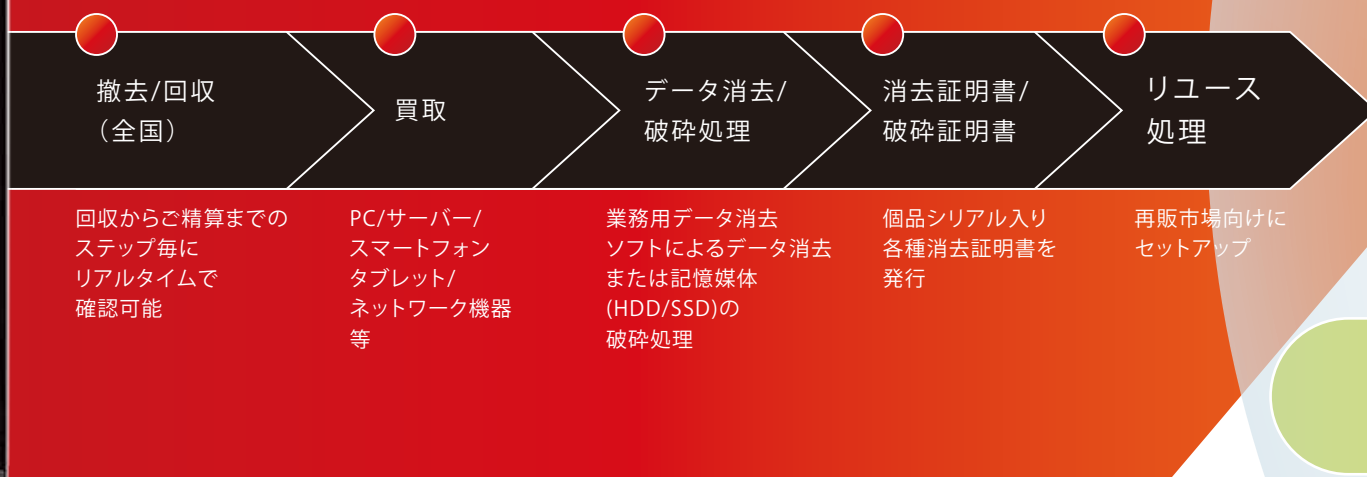 撤去/回収
（全国）
買取
データ消去/
破砕処理
消去証明書/
破砕証明書
リユース
処理
回収からご精算までの
ステップ毎に
リアルタイムで
確認可能
PC/サーバー/
スマートフォン
タブレット/
ネットワーク機器
等
業務用データ消去
ソフトによるデータ消去
または記憶媒体
(HDD/SSD)の
破砕処理
個品シリアル入り
各種消去証明書を
発行
再販市場向けに
セットアップ